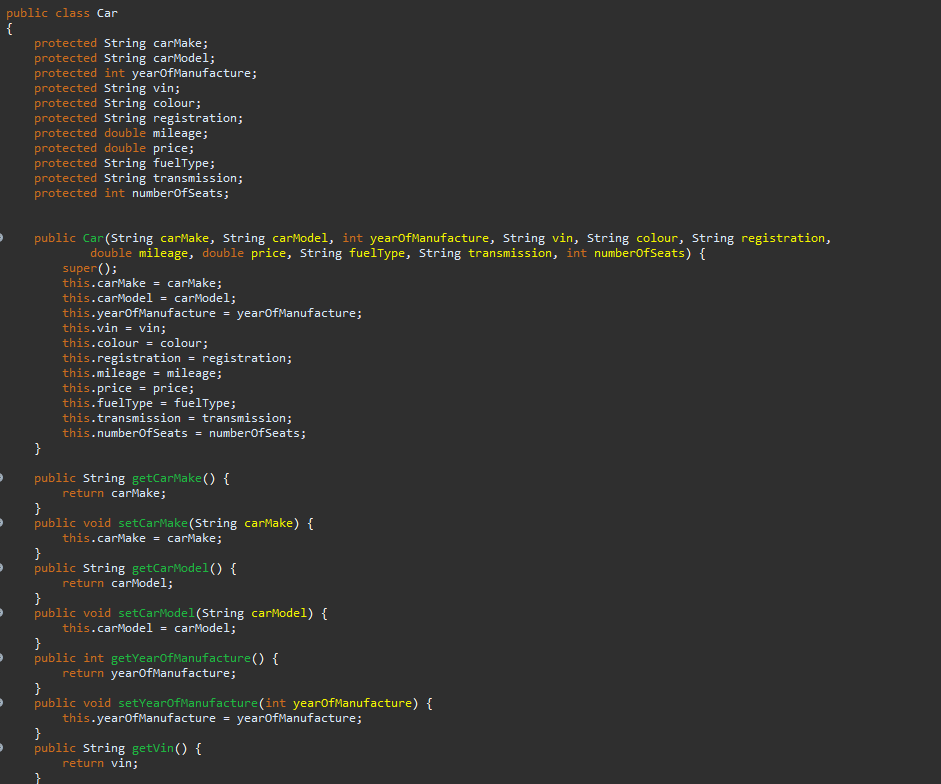 public class Car
{
    protected String carMake;
    protected String carModel;
    protected int yearOfManufacture;
    protected String vin;
    protected String colour;
    protected String registration;
    protected double mileage;
    protected double price;
    protected String fuelType;
    protected String transmission;
    protected int numberOfSeats;
    public Car(String carMake, String carModel, int yearOfManufacture, String vin, String colour, String registration,
            double mileage, double price, String fuelType, String transmission, int numberOfSeats) {
        super();
        this.carMake = carMake;
        this.carModel = carModel;
        this.yearOfManufacture = yearOfManufacture;
        this.vin = vin;
        this.colour = colour;
        this.registration = registration;
        this.mileage = mileage;
        this.price = price;
        this.fuelType = fuelType;
        this.transmission = transmission;
        this.numberOfSeats = numberOfSeats;
    }
    public String getCarMake() {
        return carMake;
    }
    public void setCarMake(String carMake) {
        this.carMake = carMake;
    }
    public String getCarModel() {
        return carModel;
    }
    public void setCarModel(String carModel) {
        this.carModel = carModel;
    }
    public int getYearOfManufacture() {
        return yearOfManufacture;
    }
    public void setYearOfManufacture(int yearOfManufacture) {
        this.yearOfManufacture = yearOfManufacture;
    }
    public String getVin() {
        return vin;
    }